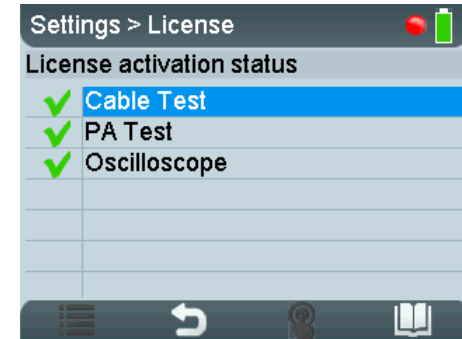 Settings > License
License activation status
Cable Test
PA Test
Oscilloscope